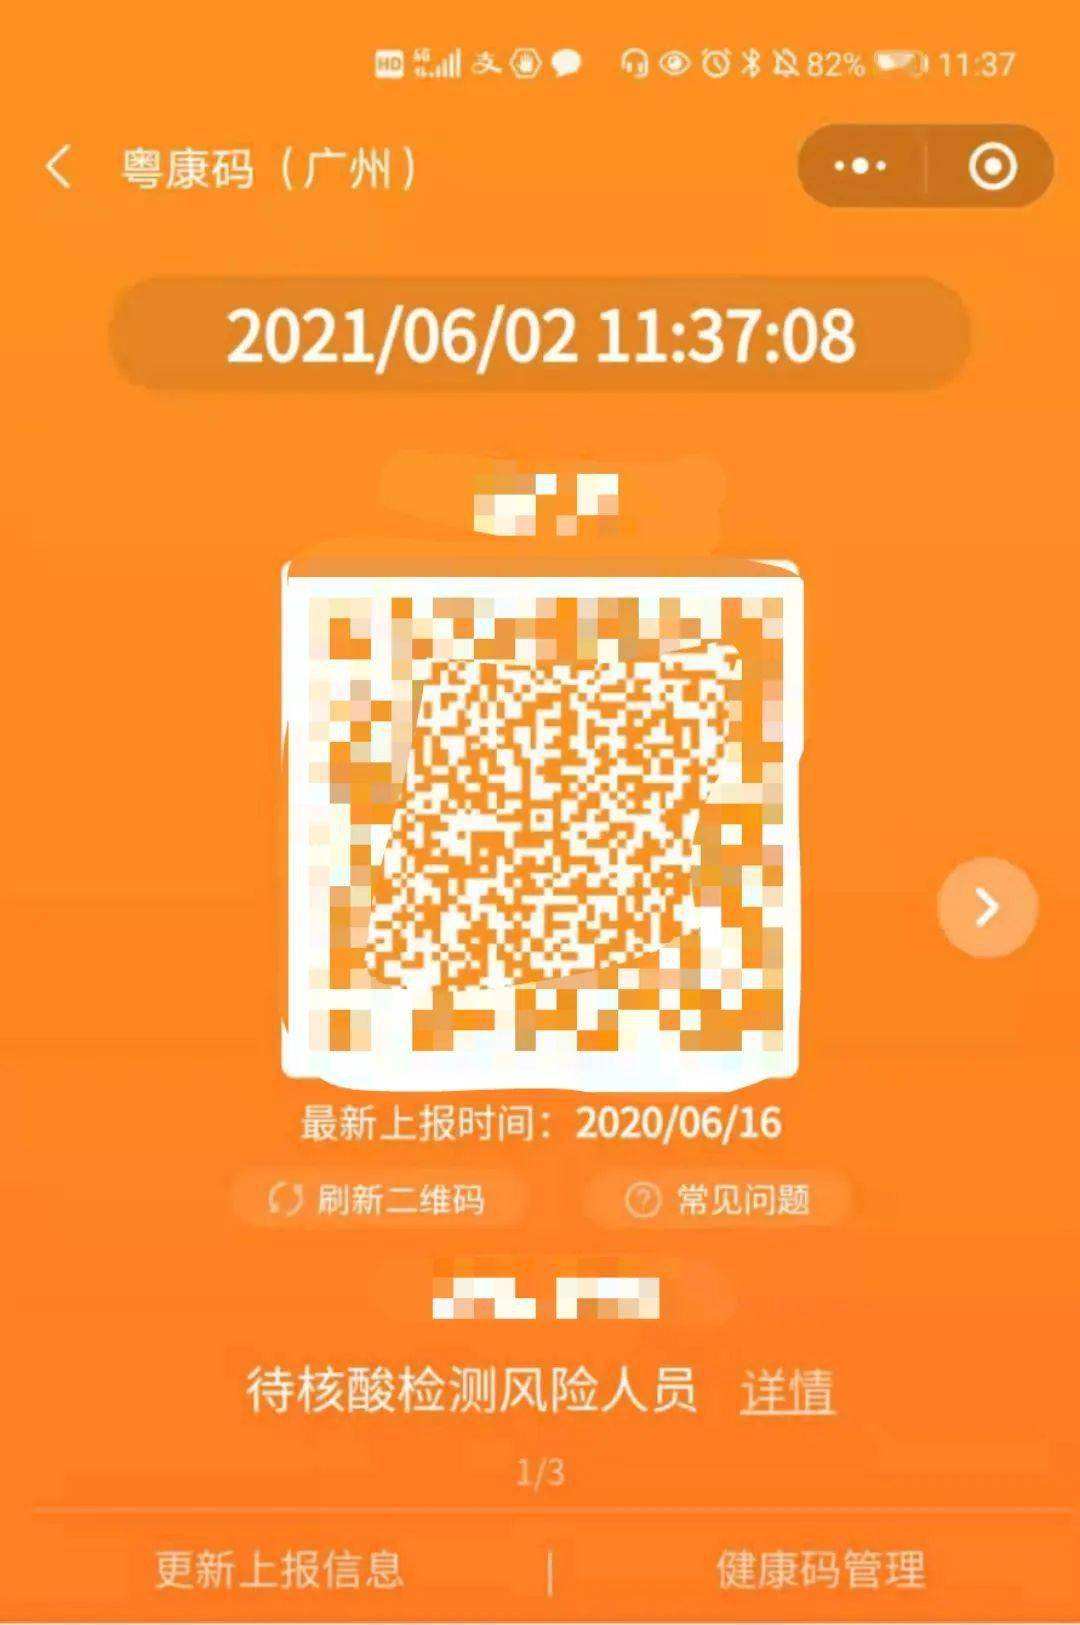 HD 5G 支 82% 11:37
粤康码（广州）
2021/06/02 11:37:08
最新上报时间：2020/06/16
刷新二维码 ? 常见问题
待核酸检测风险人员 详情
1/3
更新上报信息 | 健康码管理